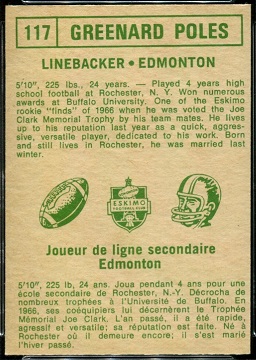 117 GREENARD POLES
LINEBACKER • EDMONTON
5'10", 225 lbs., 24 years. — Played 4 years high
school football at Rochester, N. Y. Won numerous
awards at Buffalo University. One of the Eskimo
rookie "finds" of 1966 when he was voted the Joe
Clark Memorial Trophy by his team mates. He lives
up to his reputation last year as a quick, aggres-
sive, versatile player, dedicated to his work. Born
and still lives in Rochester, he was married last
winter.
ESKIMO
FOOTBALL CLUB
Joueur de ligne secondaire
Edmonton
5'10", 225 lb, 24 ans. Joua pendant 4 ans pour une
école secondaire de Rochester, N.-Y. Décrocha de
nombreux trophées à l'Université de Buffalo. En
1966, ses coéquipiers lui décernèrent le Trophée
Mémorial Joe Clark. L'an passé, il a été rapide,
agressif et versatile; sa réputation est faite. Né à
Rochester où il demeure encore, il s'est marié
l'hiver passé.